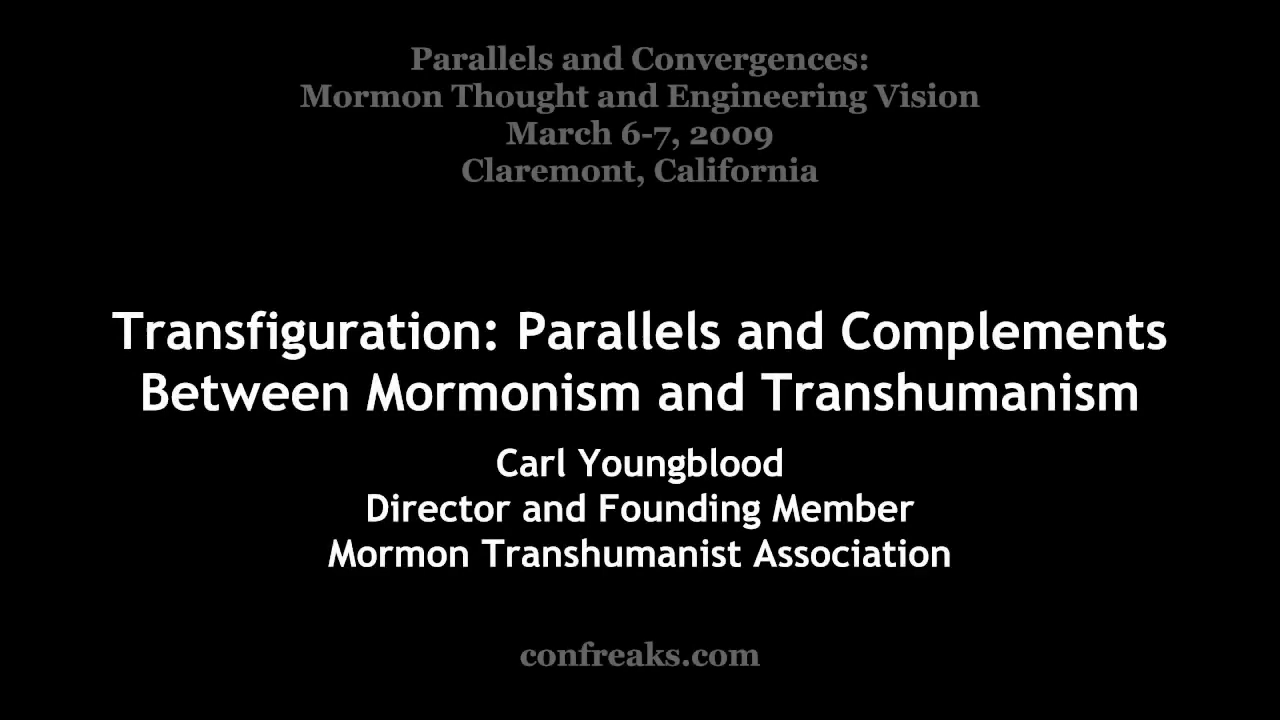 Parallels and Convergences:
Mormon Thought and Engineering Vision
March 6-7, 2009
Claremont, California
Transfiguration: Parallels and Complements
Between Mormonism and Transhumanism
Carl Youngblood
Director and Founding Member
Mormon Transhumanist Association
confreaks.com